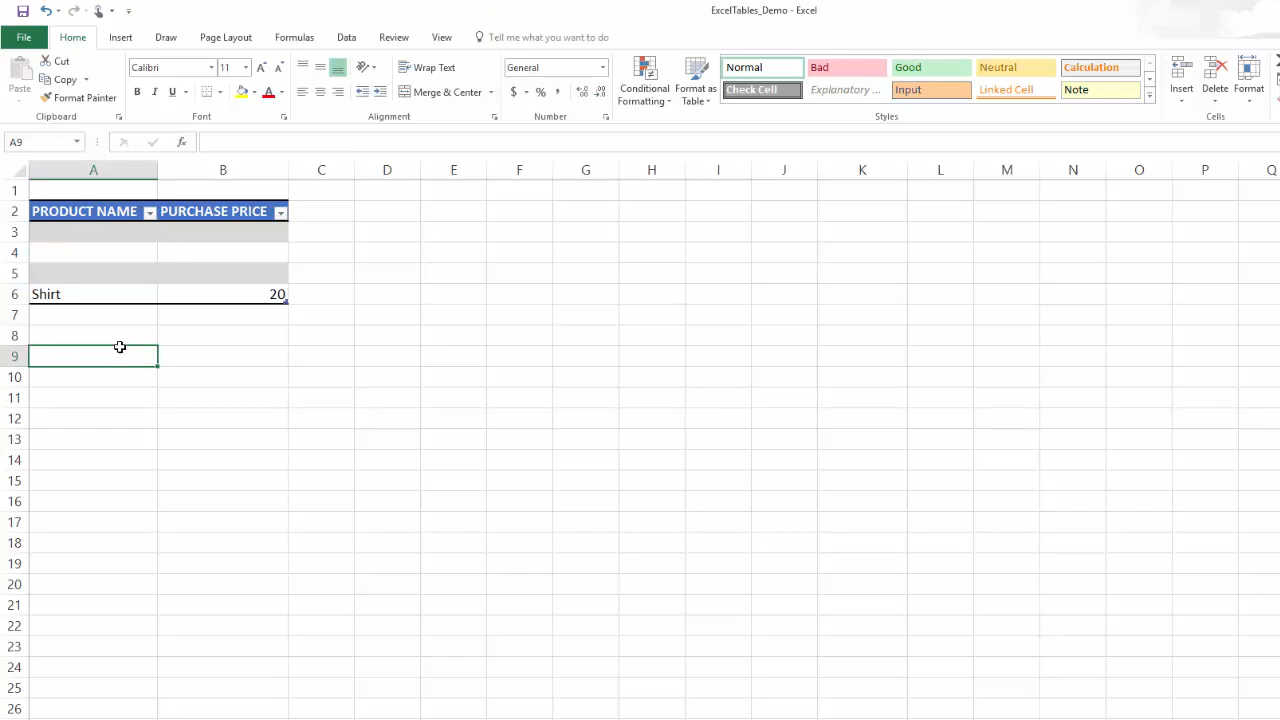 ExcelTables_Demo - Excel
File Home Insert Draw Page Layout Formulas Data Review View Tell me what you want to do
Paste Cut Copy Format Painter
Clipboard
Calibri 11 A A
B I U A
Font
Wrap Text
Merge & Center
Alignment
General
$ % , .0 .00
Number
Conditional Formatting
Format as Table
Normal Bad Good Neutral Calculation
Check Cell Explanatory ... Input Linked Cell Note
Styles
Insert Delete Format
Cells
A9 fx
A B C D E F G H I J K L M N O P Q
1
2 PRODUCT NAME PURCHASE PRICE
3
4
5
6 Shirt 20
7
8
9
10
11
12
13
14
15
16
17
18
19
20
21
22
23
24
25
26